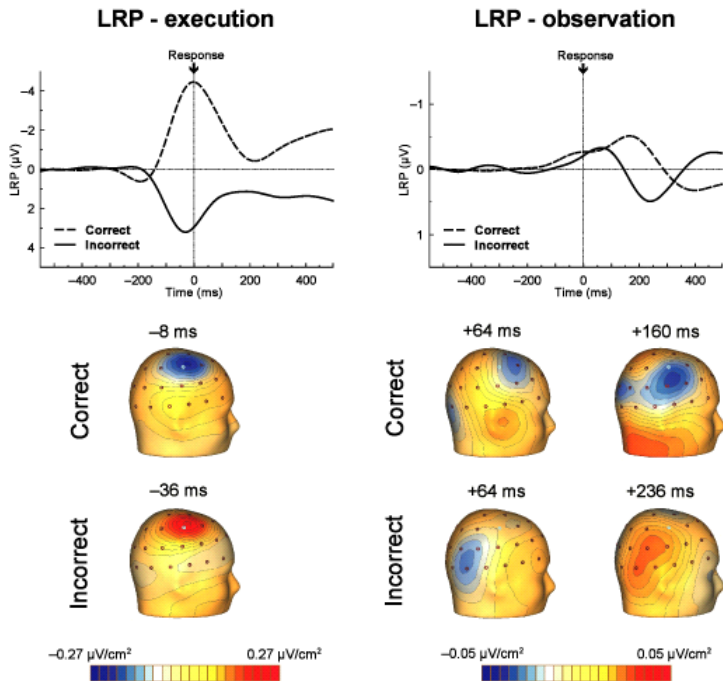 LRP - execution
LRP - observation
Response
Response
–4
–2
0
2
4
LRP (µV)
Correct
Incorrect
–400
–200
0
200
400
Time (ms)
–1
0
1
LRP (µV)
Correct
Incorrect
–400
–200
0
200
400
Time (ms)
–8 ms
+64 ms
+160 ms
Correct
Correct
–36 ms
+64 ms
+236 ms
Incorrect
Incorrect
–0.27 µV/cm²
0.27 µV/cm²
–0.05 µV/cm²
0.05 µV/cm²